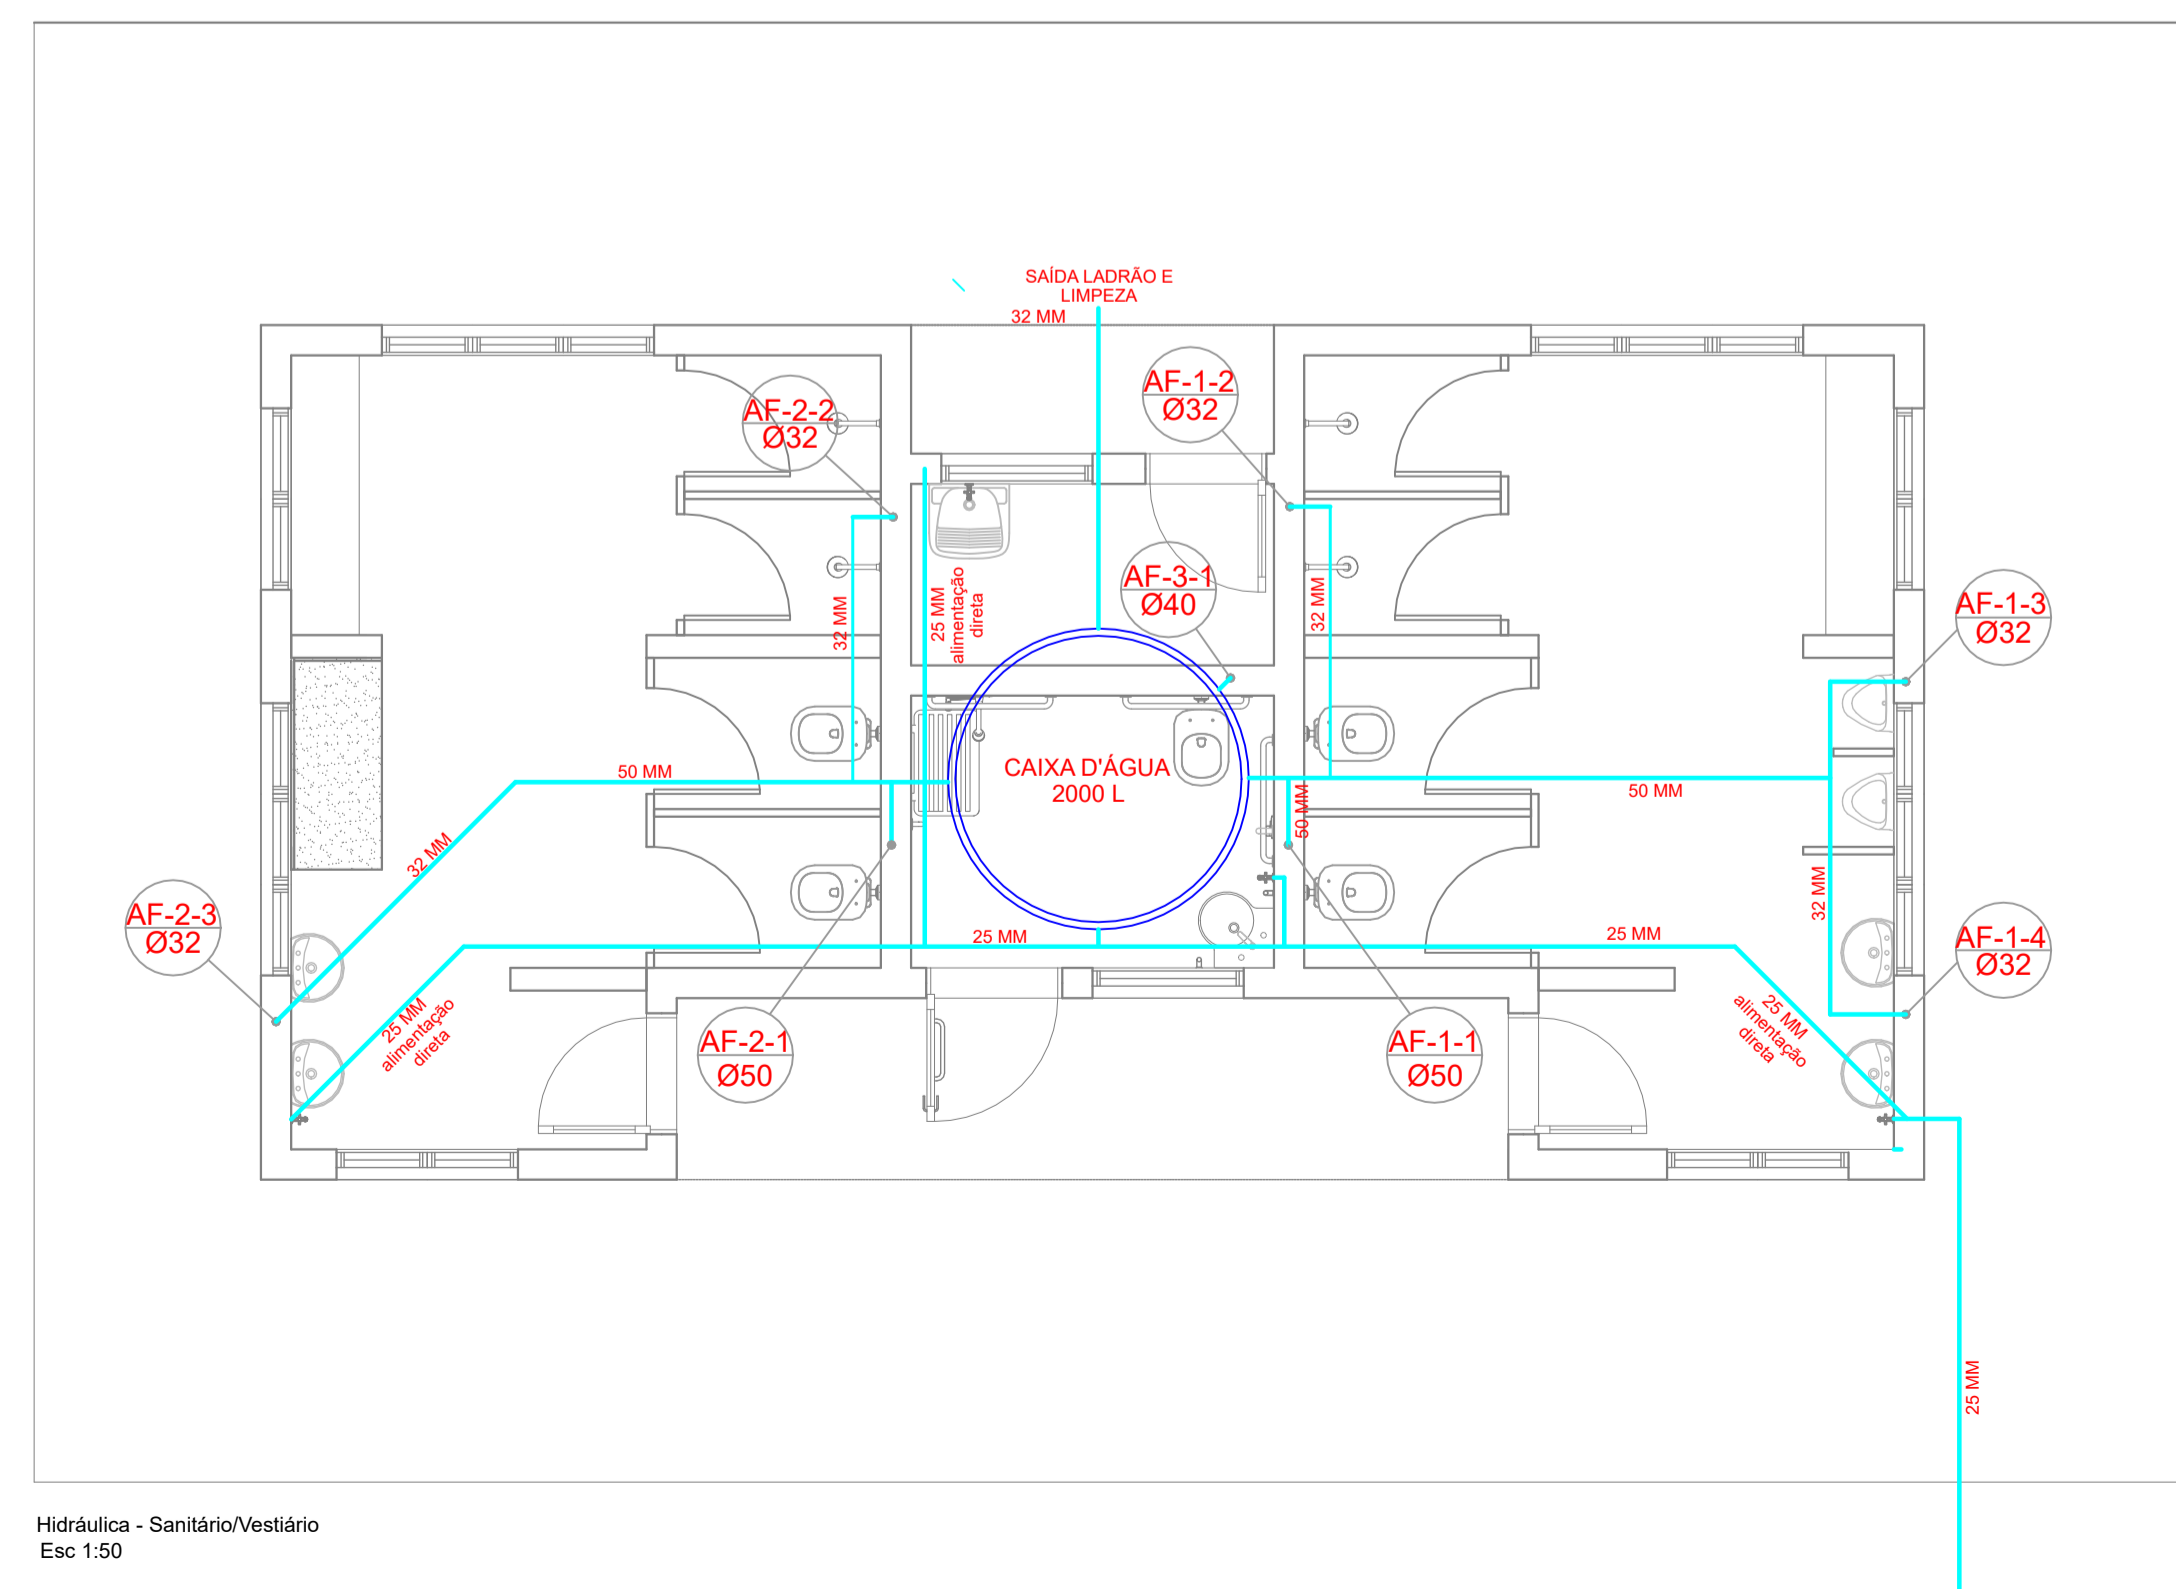 SAÍDA LADRÃO E
LIMPEZA
32 MM
AF-2-2
Ø32
AF-1-2
Ø32
AF-3-1
Ø40
AF-1-3
Ø32
32 MM
25 MM
alimentação
direta
32 MM
CAIXA D'ÁGUA
2000 L
50 MM
50 MM
50 MM
32 MM
32 MM
AF-2-3
Ø32
AF-1-4
Ø32
25 MM
25 MM
25 MM
alimentação
direta
25 MM
alimentação
direta
AF-2-1
Ø50
AF-1-1
Ø50
25 MM
Hidráulica - Sanitário/Vestiário
Esc 1:50